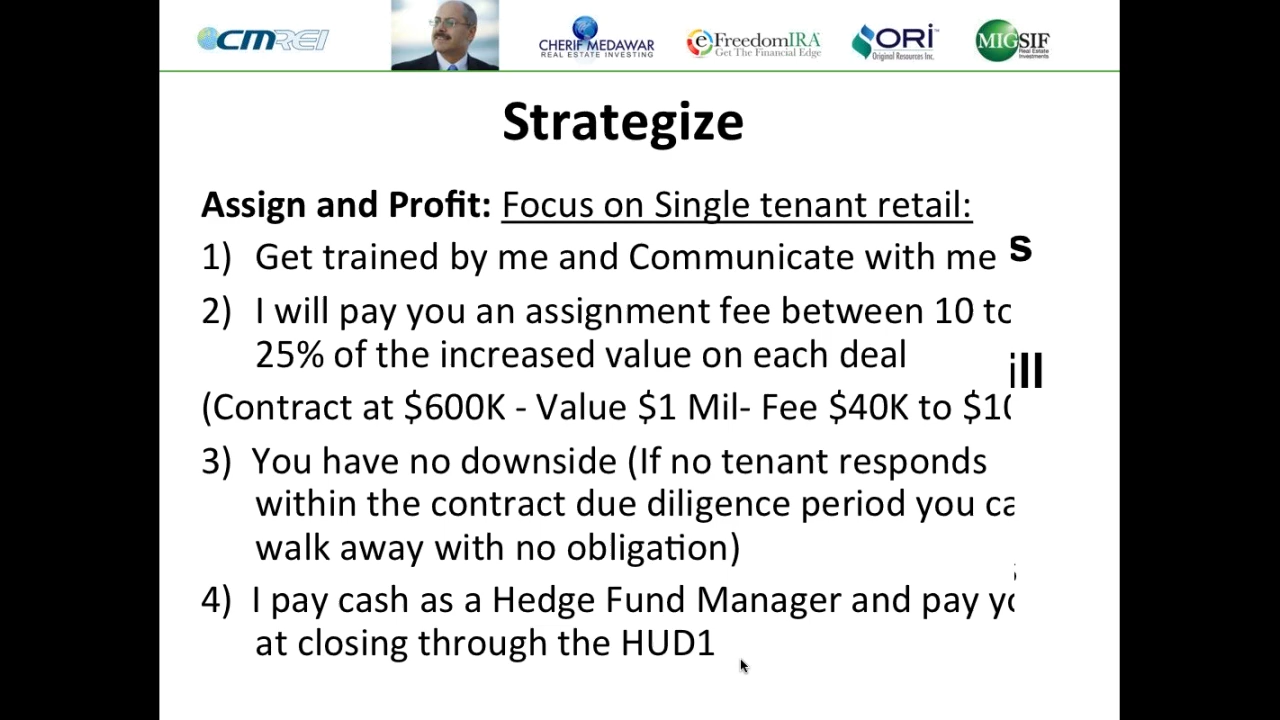 CMREI
CHERIF MEDAWAR
REAL ESTATE INVESTING
eFreedomIRA
Get The Financial Edge
ORi
Original Resources Inc.
MIGSIF
Real Estate
Investments
Strategize
Assign and Profit: Focus on Single tenant retail:
1) Get trained by me and Communicate with me
s
2) I will pay you an assignment fee between 10 to
25% of the increased value on each deal
ill
(Contract at $600K - Value $1 Mil- Fee $40K to $10
3) You have no downside (If no tenant responds
within the contract due diligence period you ca
walk away with no obligation)
4) I pay cash as a Hedge Fund Manager and pay yo
at closing through the HUD1